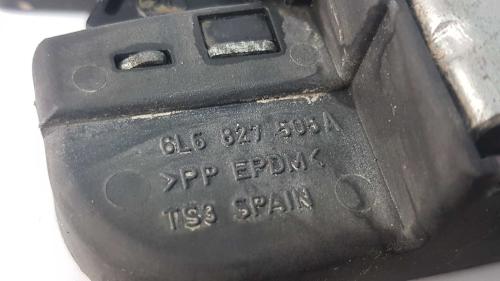 6L6 827 505A
>PP EPDM<
TS3 SPAIN